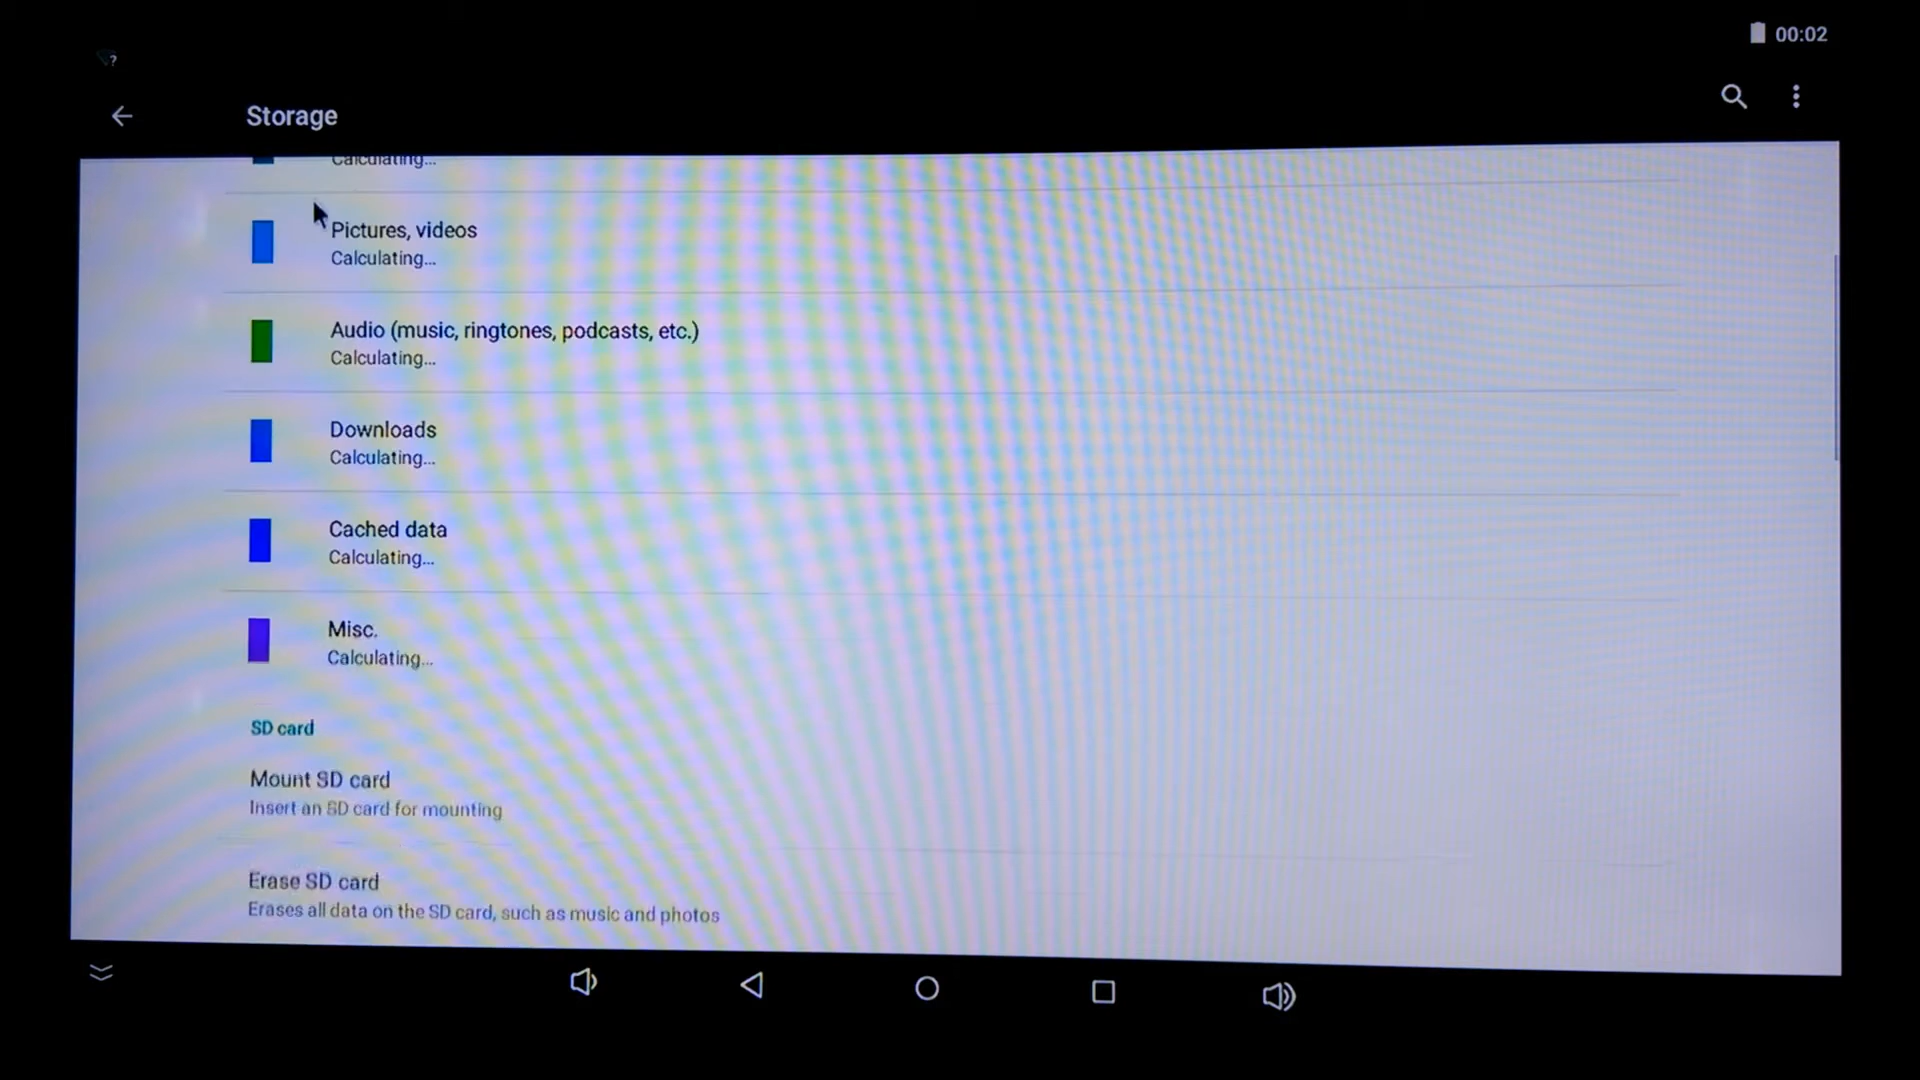 00:02
?
Storage
Calculating...
Pictures, videos
Calculating...
Audio (music, ringtones, podcasts, etc.)
Calculating...
Downloads
Calculating...
Cached data
Calculating...
Misc.
Calculating...
SD card
Mount SD card
Insert an SD card for mounting
Erase SD card
Erases all data on the SD card, such as music and photos